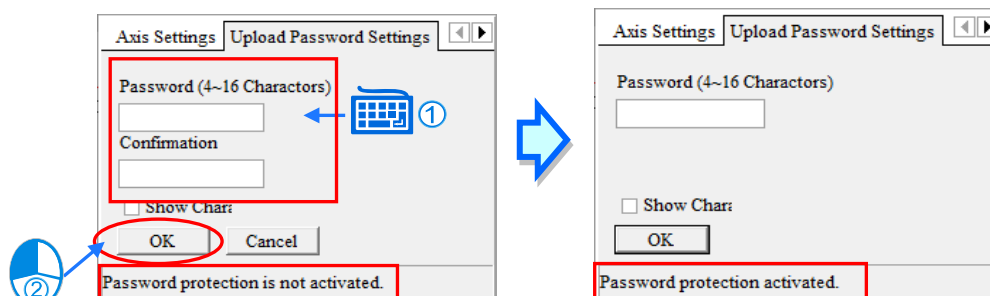 Axis Settings Upload Password Settings
Password (4~16 Charactors)
①
Confirmation
Show Chara
OK Cancel
②
Password protection is not activated.
Axis Settings Upload Password Settings
Password (4~16 Charactors)
Show Chara
OK
Password protection activated.